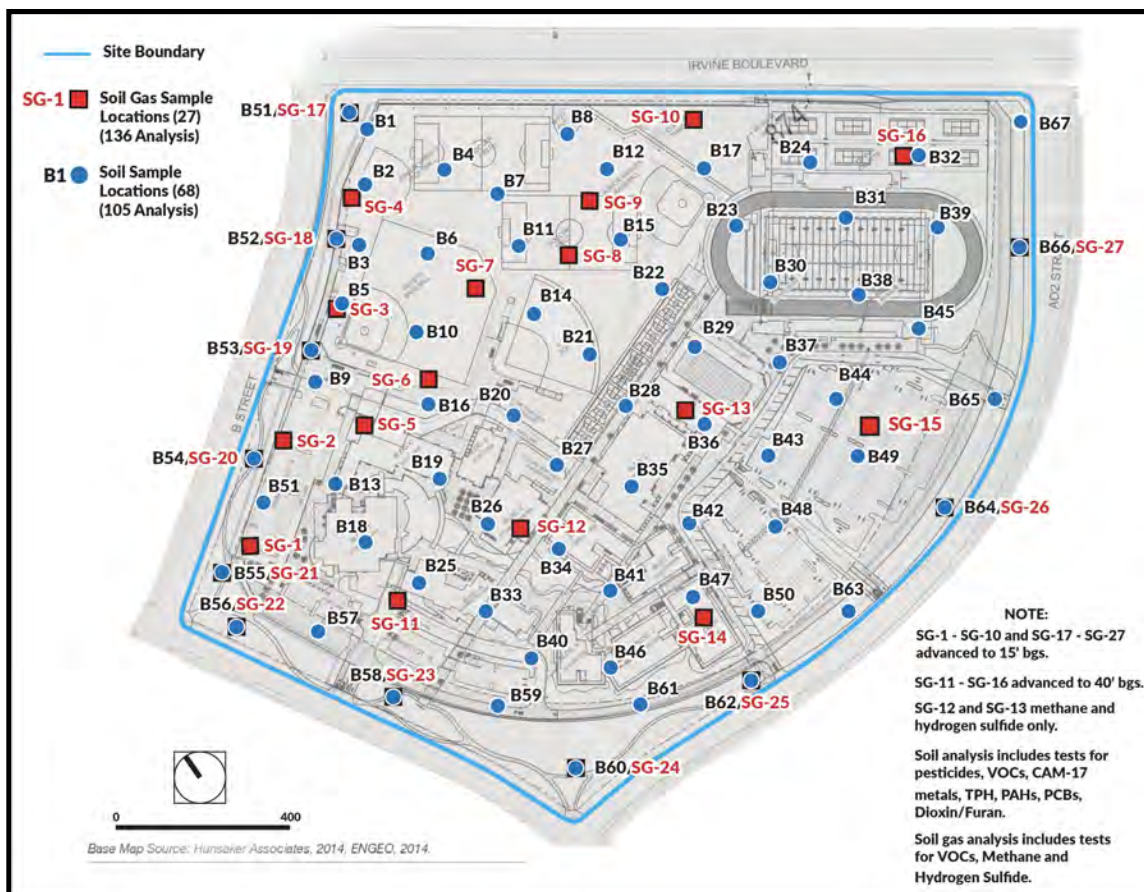 Site Boundary
SG-1
Soil Gas Sample
Locations (27)
(136 Analysis)
B1
Soil Sample
Locations (68)
(105 Analysis)
IRVINE BOULEVARD
B51/SG-17
B1
B8
SG-10
B67
B4
B12
B17
B24
SG-16
B32
B2
SG-4
B7
SG-9
B31
B39
B52/SG-18
B3
B6
B11
B15
B23
B66/SG-27
SG-8
SG-7
B22
B30
B38
AD2 STREET
B5
SG-3
B14
B10
B45
B21
B29
B53/SG-19
B37
B9
SG-6
B16
B20
B28
B44
B65
B STREET
SG-13
SG-5
B36
SG-15
SG-2
B43
B49
B54/SG-20
B27
B19
B35
B51
B13
B26
SG-12
B42
B48
B64/SG-26
B18
SG-1
B34
B55/SG-21
B25
B41
B47
B56/SG-22
SG-11
B33
B50
B63
B57
SG-14
B40
B46
B58/SG-23
B59
B61
B62/SG-25
B60/SG-24
NOTE:
SG-1 - SG-10 and SG-17 - SG-27
advanced to 15' bgs.
SG-11 - SG-16 advanced to 40' bgs.
SG-12 and SG-13 methane and
hydrogen sulfide only.
Soil analysis includes tests for
pesticides, VOCs, CAM-17
metals, TPH, PAHs, PCBs,
Dioxin/Furan.
Soil gas analysis includes tests
for VOCs, Methane and
Hydrogen Sulfide.
0
400
Base Map Source: Hunsaker Associates, 2014, ENGEO, 2014.